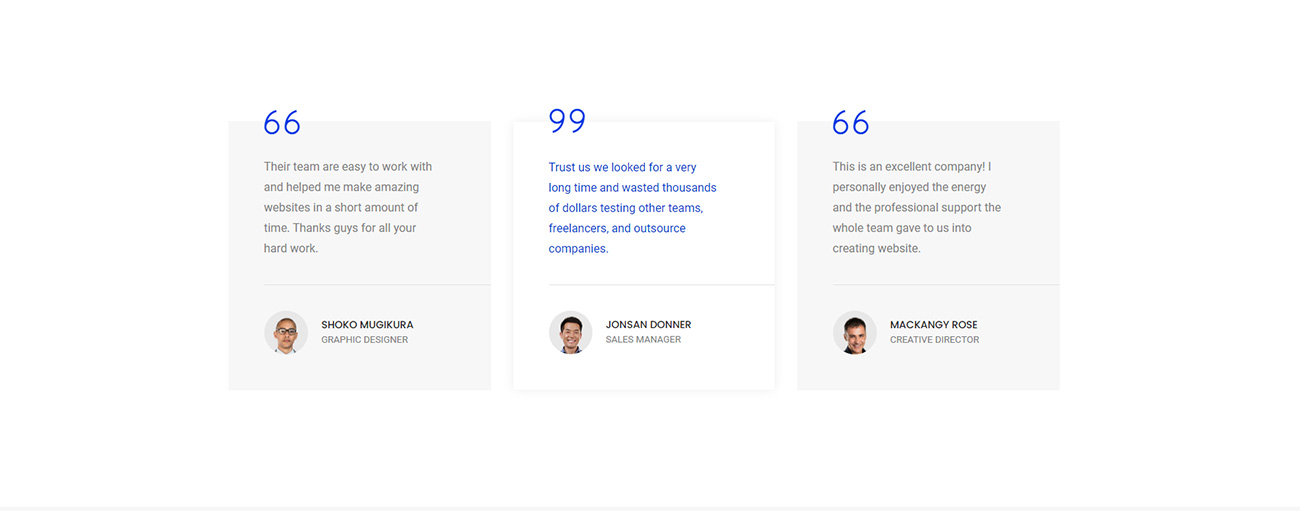 66
Their team are easy to work with
and helped me make amazing
websites in a short amount of
time. Thanks guys for all your
hard work.
SHOKO MUGIKURA
GRAPHIC DESIGNER
99
Trust us we looked for a very
long time and wasted thousands
of dollars testing other teams,
freelancers, and outsource
companies.
JONSAN DONNER
SALES MANAGER
66
This is an excellent company! I
personally enjoyed the energy
and the professional support the
whole team gave to us into
creating website.
MACKANGY ROSE
CREATIVE DIRECTOR